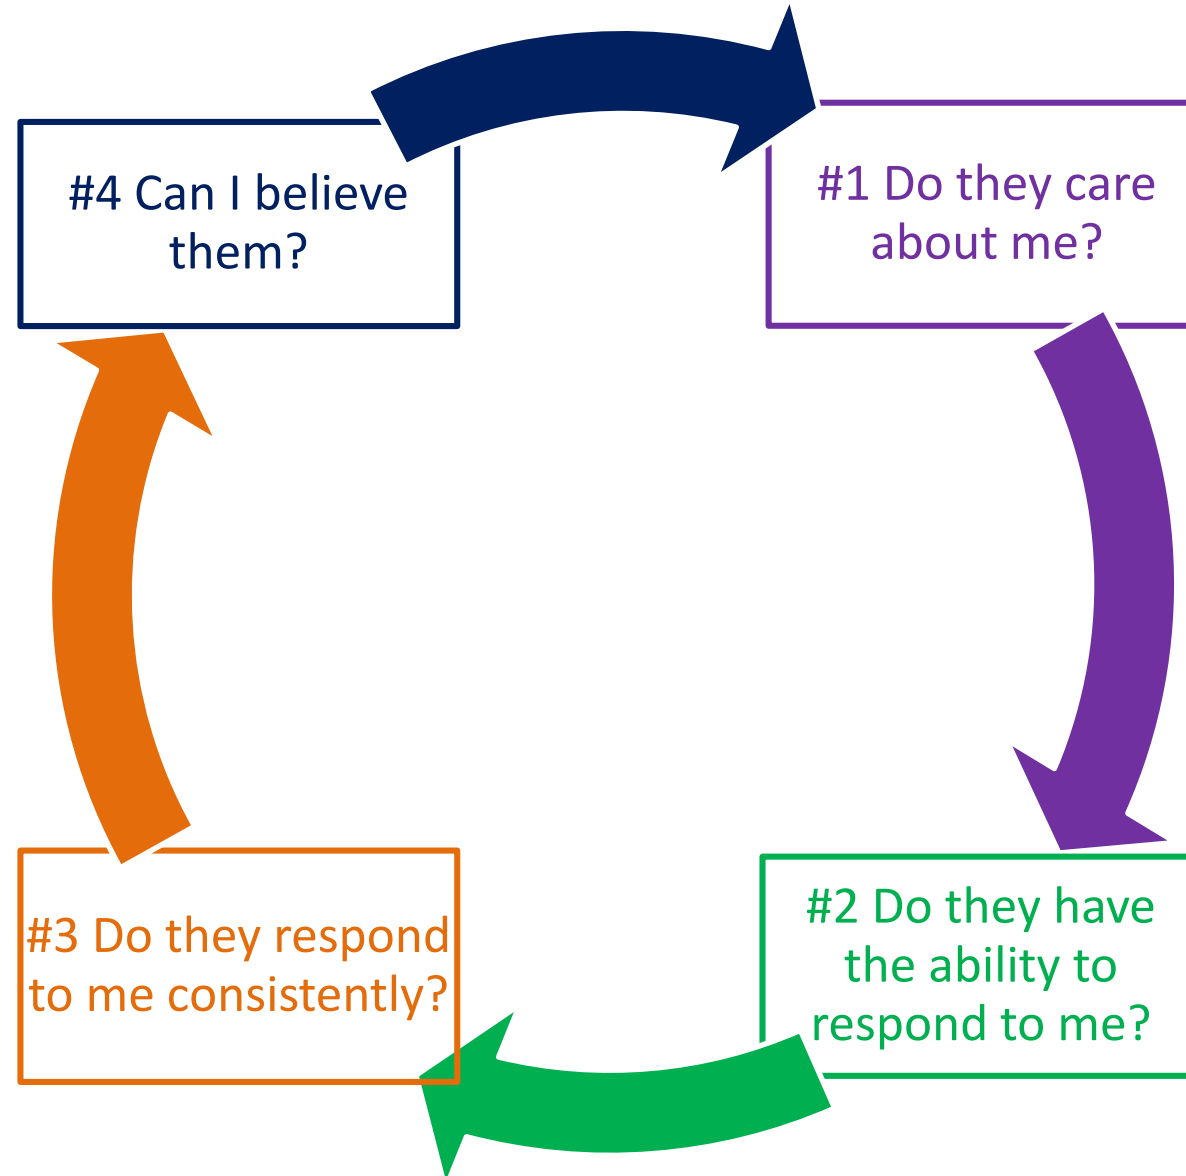 #1 Do they care
about me?
#2 Do they have
the ability to
respond to me?
#3 Do they respond
to me consistently?
#4 Can I believe
them?